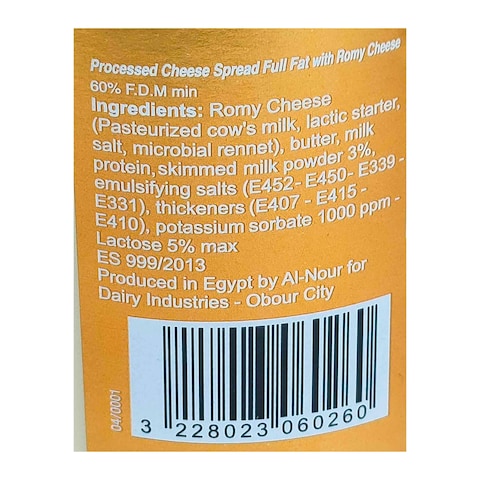 Processed Cheese Spread Full Fat with Romy Cheese
60% F.D.M min
Ingredients: Romy Cheese
(Pasteurized cow's milk, lactic starter,
salt, microbial rennet), butter, milk
protein, skimmed milk powder 3%,
emulsifying salts (E452- E450- E339 -
E331), thickeners (E407 - E415 -
E410), potassium sorbate 1000 ppm -
Lactose 5% max
ES 999/2013
Produced in Egypt by Al-Nour for
Dairy Industries - Obour City
04/0001
3 228023 060260